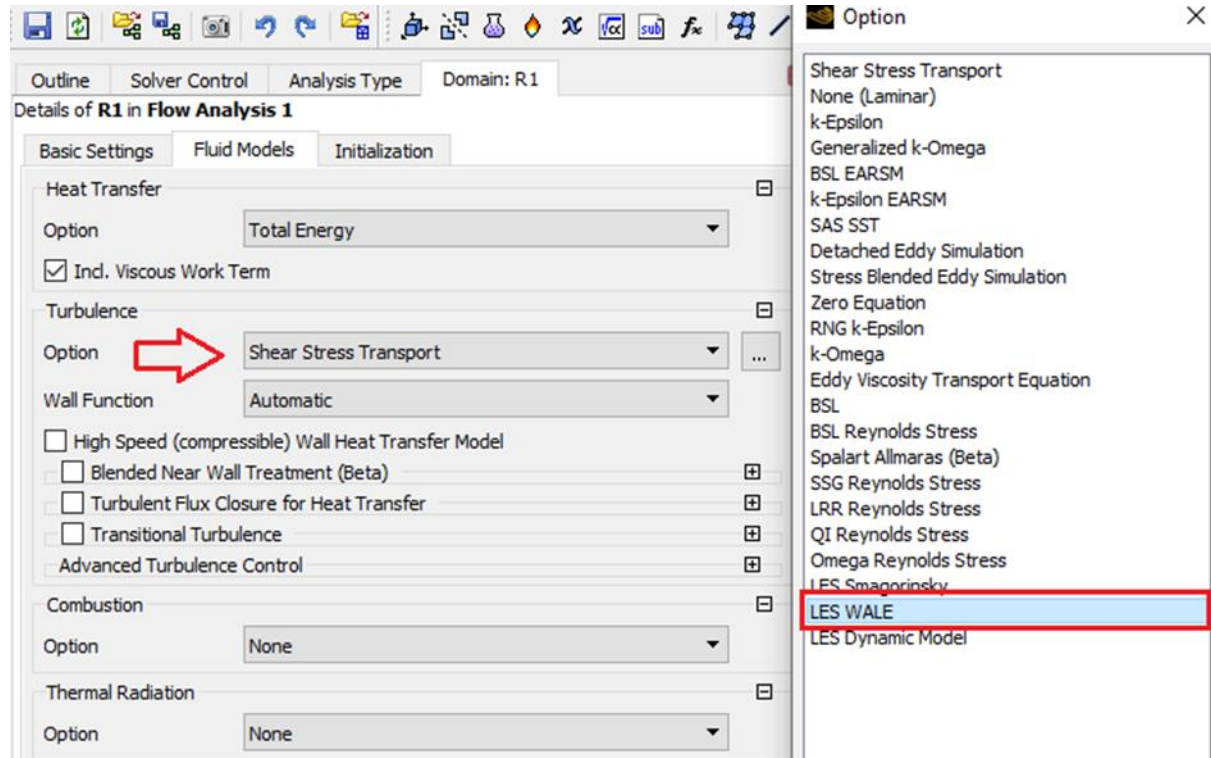 Outline Solver Control Analysis Type Domain: R1
Details of R1 in Flow Analysis 1
Basic Settings Fluid Models Initialization
Heat Transfer
Option Total Energy
Incl. Viscous Work Term
Turbulence
Option Shear Stress Transport ...
Wall Function Automatic
High Speed (compressible) Wall Heat Transfer Model
Blended Near Wall Treatment (Beta)
Turbulent Flux Closure for Heat Transfer
Transitional Turbulence
Advanced Turbulence Control
Combustion
Option None
Thermal Radiation
Option None
Option
Shear Stress Transport
None (Laminar)
k-Epsilon
Generalized k-Omega
BSL EARSM
k-Epsilon EARSM
SAS SST
Detached Eddy Simulation
Stress Blended Eddy Simulation
Zero Equation
RNG k-Epsilon
k-Omega
Eddy Viscosity Transport Equation
BSL
BSL Reynolds Stress
Spalart Allmaras (Beta)
SSG Reynolds Stress
LRR Reynolds Stress
QI Reynolds Stress
Omega Reynolds Stress
LES Smagorinsky
LES WALE
LES Dynamic Model